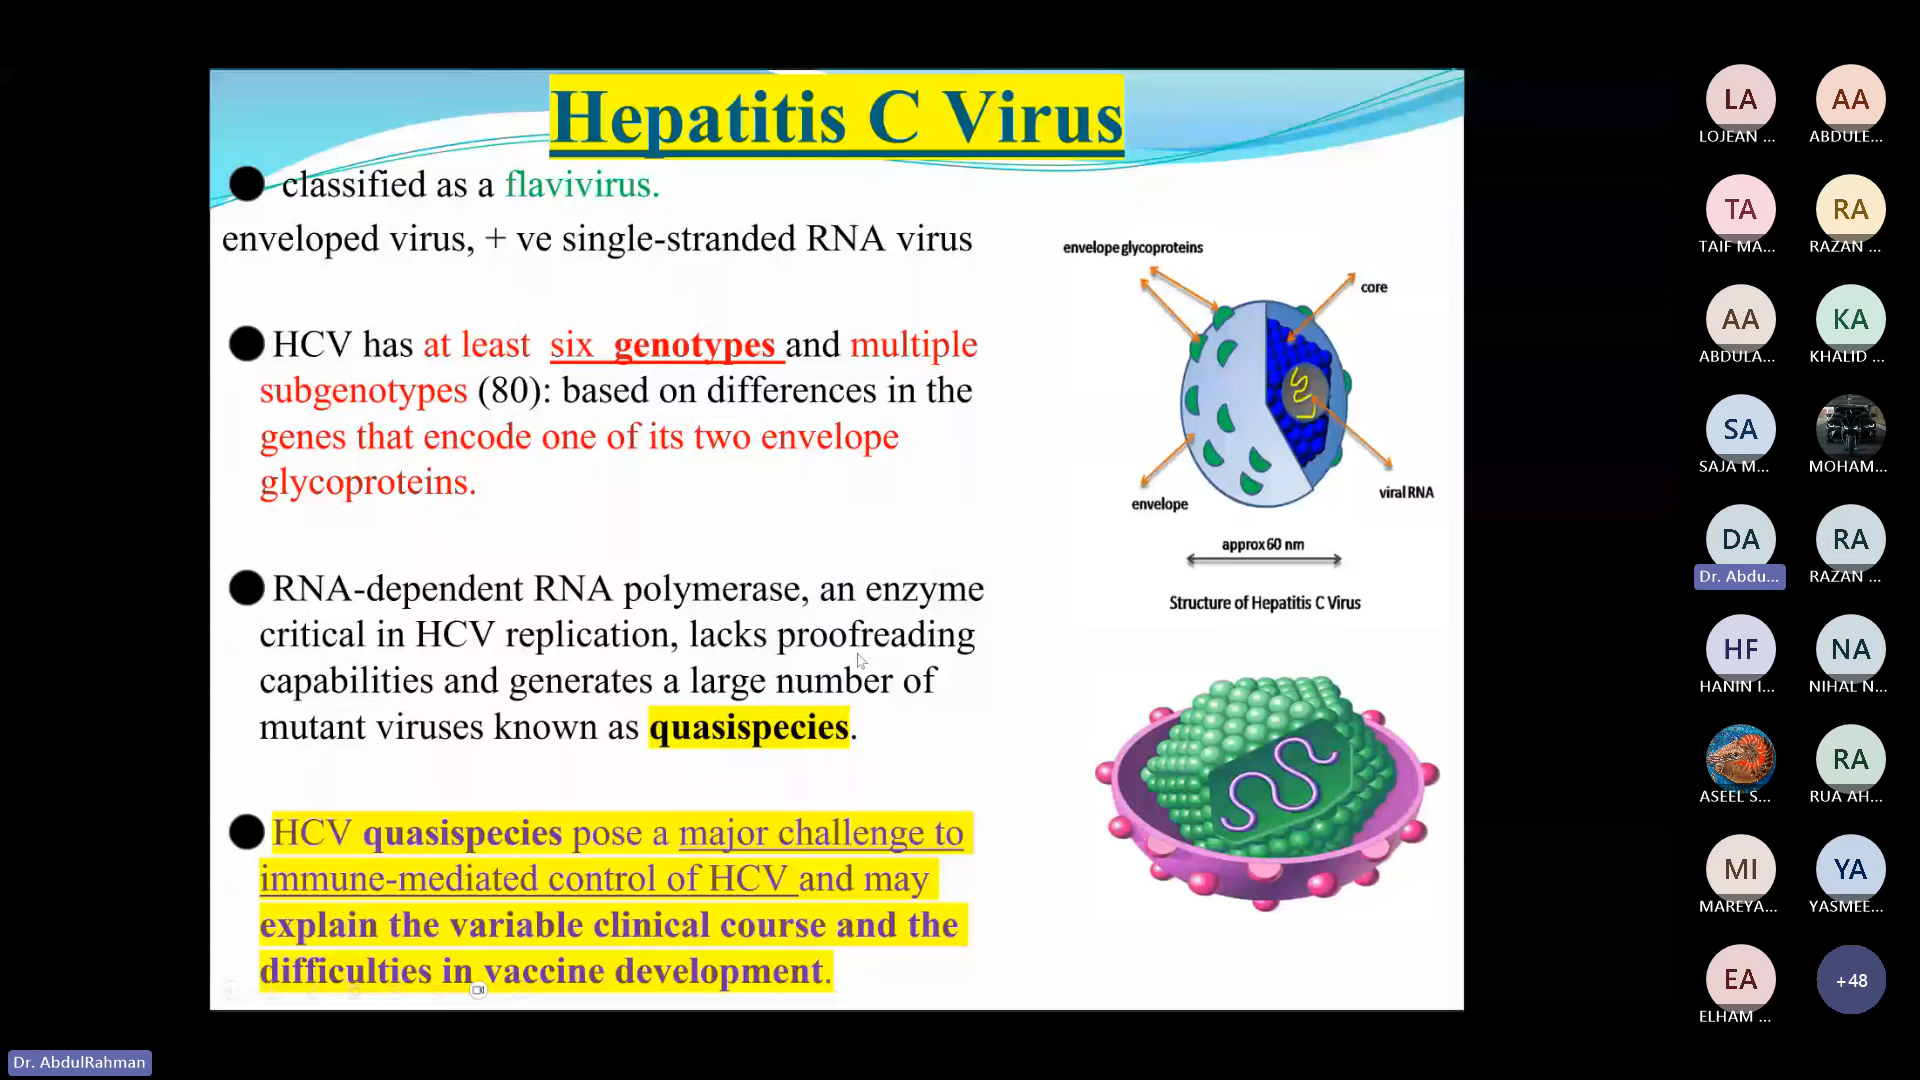 Hepatitis C Virus
classified as a flavivirus.
enveloped virus, + ve single-stranded RNA virus
HCV has at least six genotypes and multiple
subgenotypes (80): based on differences in the
genes that encode one of its two envelope
glycoproteins.
RNA-dependent RNA polymerase, an enzyme
critical in HCV replication, lacks proofreading
capabilities and generates a large number of
mutant viruses known as quasispecies.
HCV quasispecies pose a major challenge to
immune-mediated control of HCV and may
explain the variable clinical course and the
difficulties in vaccine development.
envelope glycoproteins
core
envelope
viral RNA
approx 60 nm
Structure of Hepatitis C Virus
LA
LOJEAN ...
AA
ABDULE...
TA
TAIF MA...
RA
RAZAN ...
AA
ABDULA...
KA
KHALID ...
SA
SAJA M...
MOHAM...
DA
Dr. Abdu...
RA
RAZAN ...
HF
HANIN I...
NA
NIHAL N...
ASEEL S...
RA
RUA AH...
MI
MAREYA...
YA
YASMEE...
EA
ELHAM ...
+48
Dr. AbdulRahman